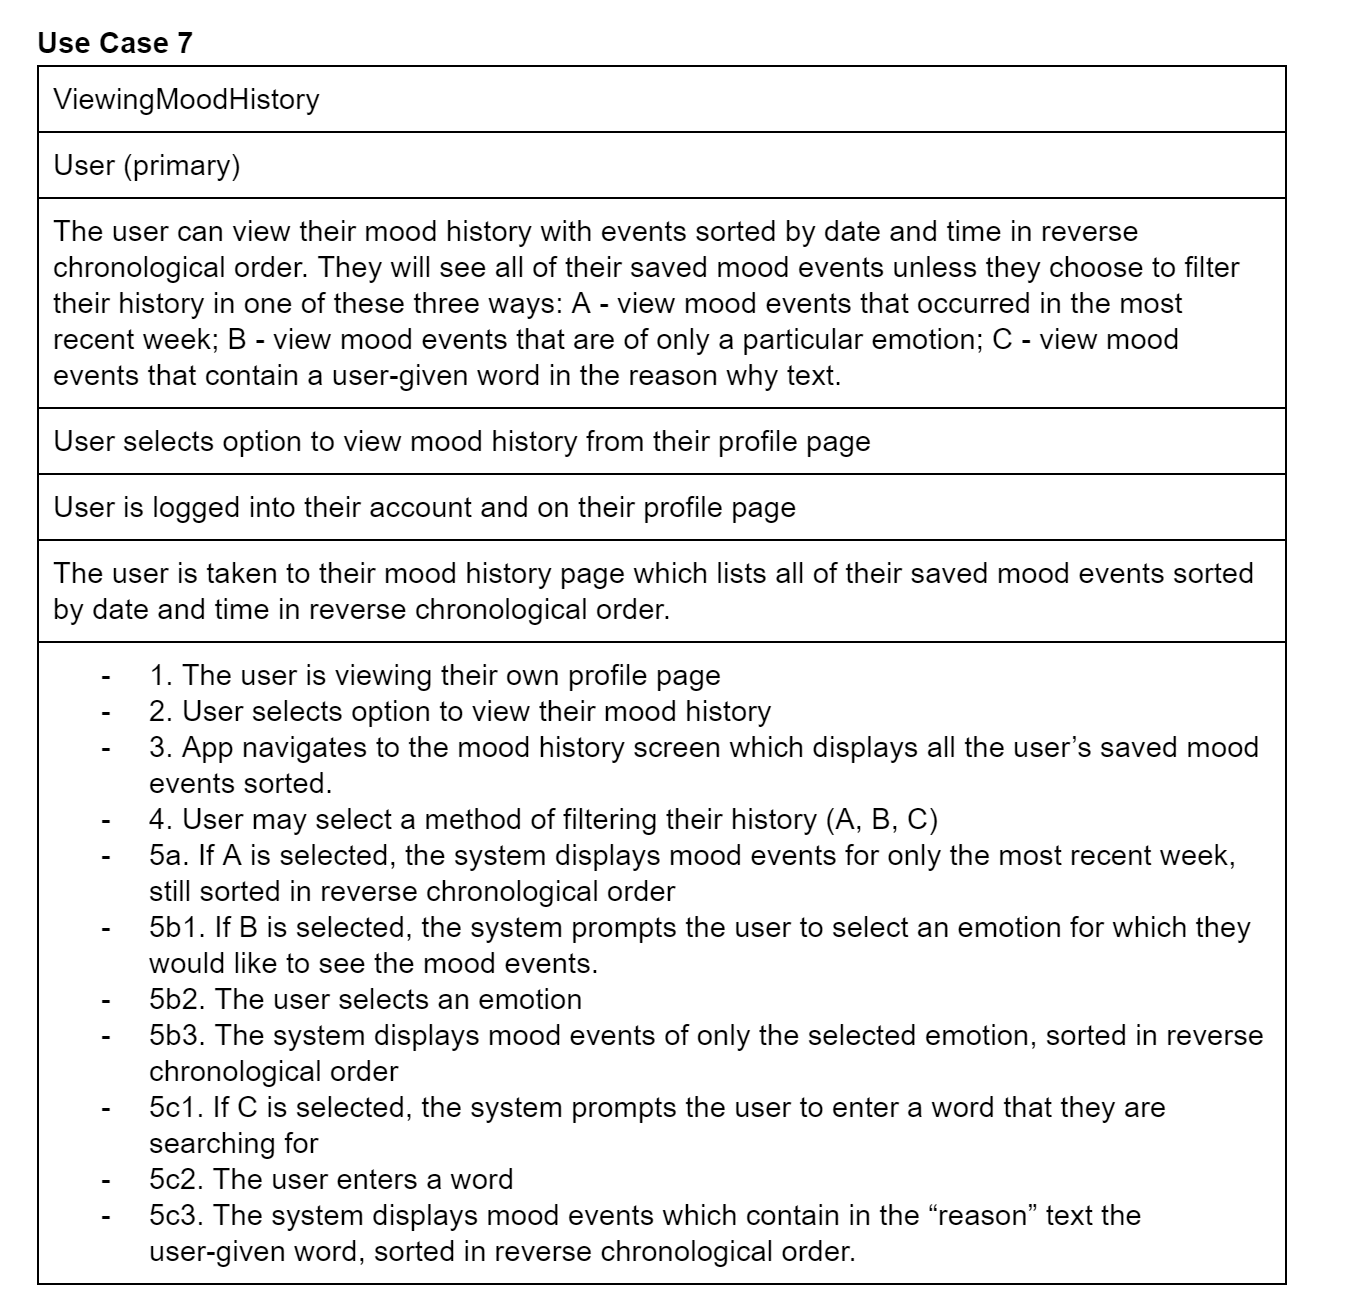 Use Case 7
ViewingMoodHistory
User (primary)
The user can view their mood history with events sorted by date and time in reverse
chronological order. They will see all of their saved mood events unless they choose to filter
their history in one of these three ways: A - view mood events that occurred in the most
recent week; B - view mood events that are of only a particular emotion; C - view mood
events that contain a user-given word in the reason why text.
User selects option to view mood history from their profile page
User is logged into their account and on their profile page
The user is taken to their mood history page which lists all of their saved mood events sorted
by date and time in reverse chronological order.
- 1. The user is viewing their own profile page
- 2. User selects option to view their mood history
- 3. App navigates to the mood history screen which displays all the user’s saved mood
events sorted.
- 4. User may select a method of filtering their history (A, B, C)
- 5a. If A is selected, the system displays mood events for only the most recent week,
still sorted in reverse chronological order
- 5b1. If B is selected, the system prompts the user to select an emotion for which they
would like to see the mood events.
- 5b2. The user selects an emotion
- 5b3. The system displays mood events of only the selected emotion, sorted in reverse
chronological order
- 5c1. If C is selected, the system prompts the user to enter a word that they are
searching for
- 5c2. The user enters a word
- 5c3. The system displays mood events which contain in the “reason” text the
user-given word, sorted in reverse chronological order.